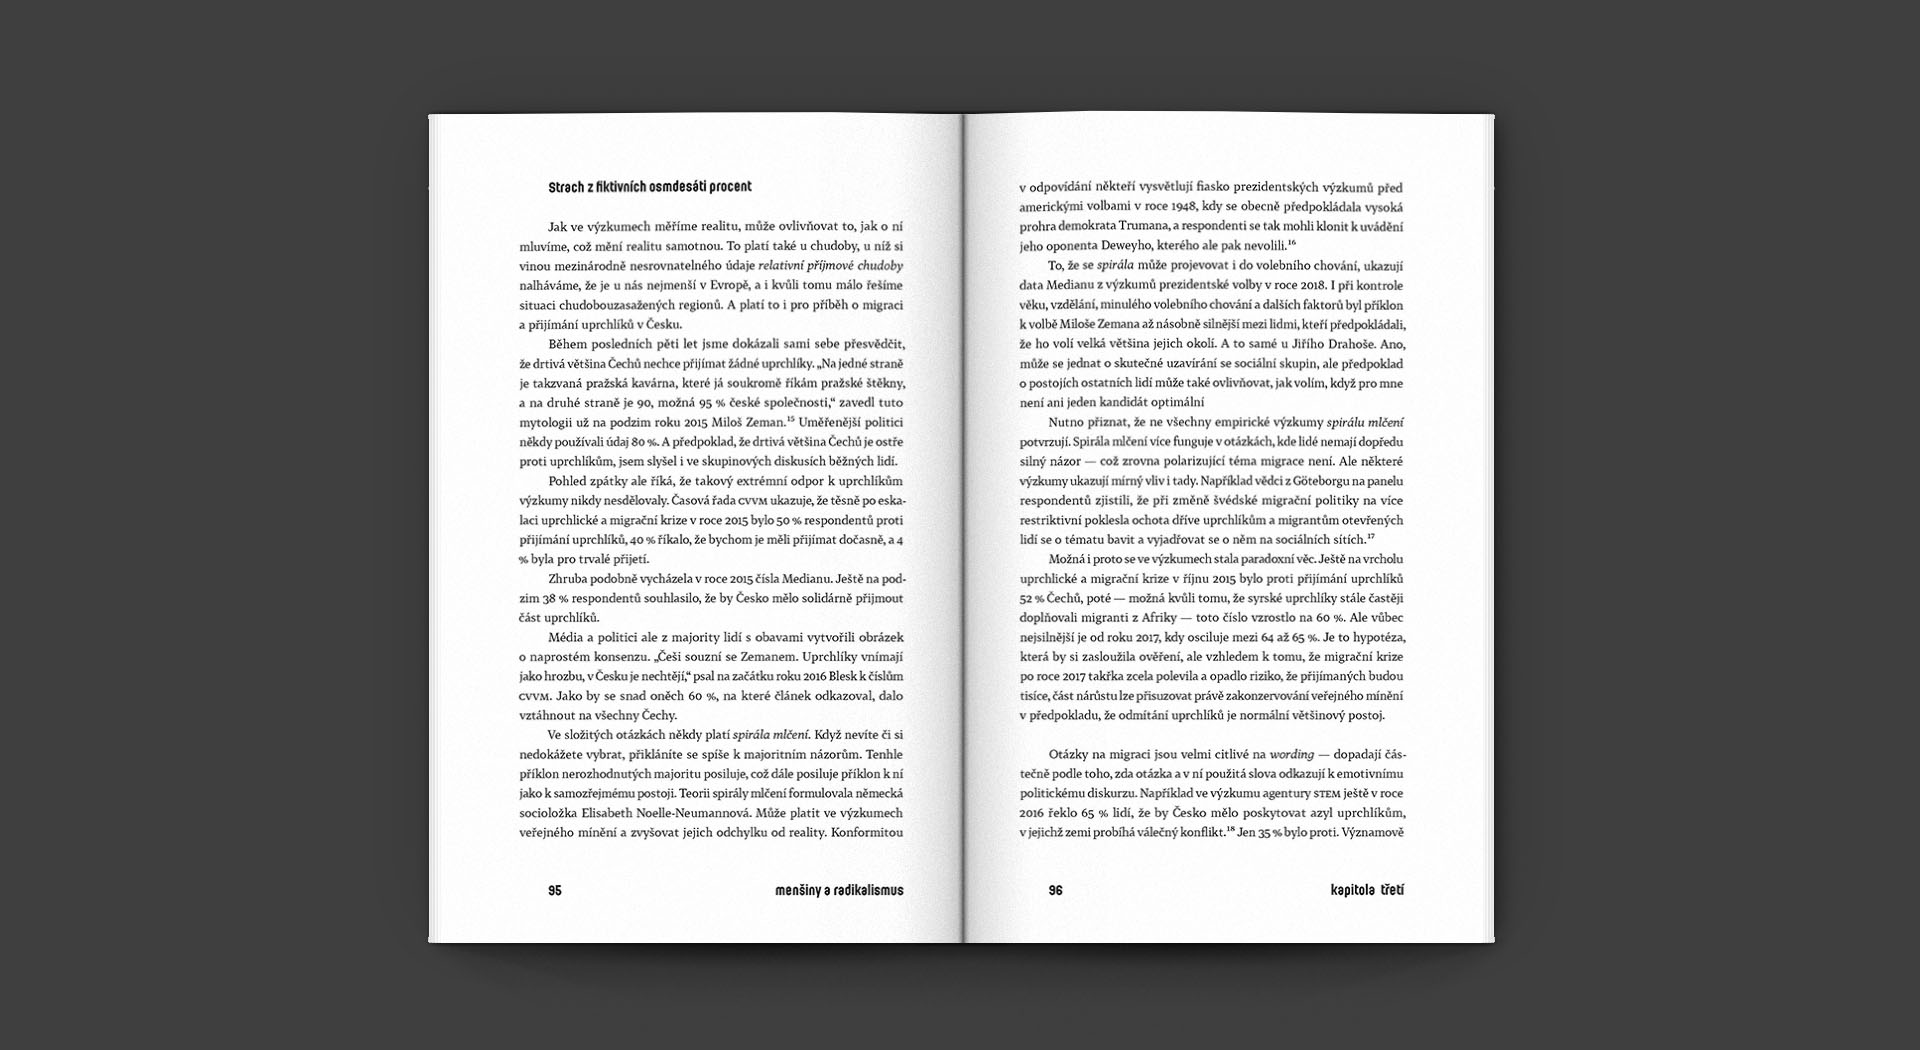 Strach z fiktivních osmdesáti procent
Jak ve výzkumech měříme realitu, může ovlivňovat to, jak o ní
mluvíme, což mění realitu samotnou. To platí také u chudoby, u níž si
vinou mezinárodně nesrovnatelného údaje relativní příjmové chudoby
nalháváme, že je u nás nejmenší v Evropě, a i kvůli tomu málo řešíme
situaci chudobouzasažených regionů. A platí to i pro příběh o migraci
a přijímání uprchlíků v Česku.
Během posledních pěti let jsme dokázali sami sebe přesvědčit,
že drtivá většina Čechů nechce přijímat žádné uprchlíky. „Na jedné straně
je takzvaná pražská kavárna, které já soukromě říkám pražské štěkny,
a na druhé straně je 90, možná 95 % české společnosti,“ zavedl tuto
mytologii už na podzim roku 2015 Miloš Zeman.¹⁵ Uměřenější politici
někdy používali údaj 80 %. A předpoklad, že drtivá většina Čechů je ostře
proti uprchlíkům, jsem slyšel i ve skupinových diskusích běžných lidí.
Pohled zpátky ale říká, že takový extrémní odpor k uprchlíkům
výzkumy nikdy nesdělovaly. Časová řada CVVM ukazuje, že těsně po eska-
laci uprchlické a migrační krize v roce 2015 bylo 50 % respondentů proti
přijímání uprchlíků, 40 % říkalo, že bychom je měli přijímat dočasně, a 4
% byla pro trvalé přijetí.
Zhruba podobně vycházela v roce 2015 čísla Medianu. Ještě na pod-
zim 38 % respondentů souhlasilo, že by Česko mělo solidárně přijmout
část uprchlíků.
Média a politici ale z majority lidí s obavami vytvořili obrázek
o naprostém konsenzu. „Češi souzní se Zemanem. Uprchlíky vnímají
jako hrozbu, v Česku je nechtějí,“ psal na začátku roku 2016 Blesk k číslům
CVVM. Jako by se snad oněch 60 %, na které článek odkazoval, dalo
vztáhnout na všechny Čechy.
Ve složitých otázkách někdy platí spirála mlčení. Když nevíte či si
nedokážete vybrat, přikláníte se spíše k majoritním názorům. Tenhle
příklon nerozhodnutých majoritu posiluje, což dále posiluje příklon k ní
jako k samozřejmému postoji. Teorii spirály mlčení formulovala německá
socioložka Elisabeth Noelle-Neumannová. Může platit ve výzkumech
veřejného mínění a zvyšovat jejich odchylku od reality. Konformitou
95
menšiny a radikalismus
v odpovídání někteří vysvětlují fiasko prezidentských výzkumů před
americkými volbami v roce 1948, kdy se obecně předpokládala vysoká
prohra demokrata Trumana, a respondenti se tak mohli klonit k uvádění
jeho oponenta Deweyho, kterého ale pak nevolili.¹⁶
To, že se spirála může projevovat i do volebního chování, ukazují
data Medianu z výzkumů prezidentské volby v roce 2018. I při kontrole
věku, vzdělání, minulého volebního chování a dalších faktorů byl příklon
k volbě Miloše Zemana až násobně silnější mezi lidmi, kteří předpokládali,
že ho volí velká většina jejich okolí. A to samé u Jiřího Drahoše. Ano,
může se jednat o skutečné uzavírání se sociální skupin, ale předpoklad
o postojích ostatních lidí může také ovlivňovat, jak volím, když pro mne
není ani jeden kandidát optimální
Nutno přiznat, že ne všechny empirické výzkumy spirálu mlčení
potvrzují. Spirála mlčení více funguje v otázkách, kde lidé nemají dopředu
silný názor — což zrovna polarizující téma migrace není. Ale některé
výzkumy ukazují mírný vliv i tady. Například vědci z Göteborgu na panelu
respondentů zjistili, že při změně švédské migrační politiky na více
restriktivní poklesla ochota dříve uprchlíkům a migrantům otevřených
lidí se o tématu bavit a vyjadřovat se o něm na sociálních sítích.¹⁷
Možná i proto se ve výzkumech stala paradoxní věc. Ještě na vrcholu
uprchlické a migrační krize v říjnu 2015 bylo proti přijímání uprchlíků
52 % Čechů, poté — možná kvůli tomu, že syrské uprchlíky stále častěji
doplňovali migranti z Afriky — toto číslo vzrostlo na 60 %. Ale vůbec
nejsilnější je od roku 2017, kdy osciluje mezi 64 až 65 %. Je to hypotéza,
která by si zasloužila ověření, ale vzhledem k tomu, že migrační krize
po roce 2017 takřka zcela polevila a opadlo riziko, že přijímaných budou
tisíce, část nárůstu lze přisuzovat právě zakonzervování veřejného mínění
v předpokladu, že odmítání uprchlíků je normální většinový postoj.
Otázky na migraci jsou velmi citlivé na wording — dopadají čás-
tečně podle toho, zda otázka a v ní použitá slova odkazují k emotivnímu
politickému diskurzu. Například ve výzkumu agentury STEM ještě v roce
2016 řeklo 65 % lidí, že by Česko mělo poskytovat azyl uprchlíkům,
v jejichž zemi probíhá válečný konflikt.¹⁸ Jen 35 % bylo proti. Významově
96
kapitola třetí